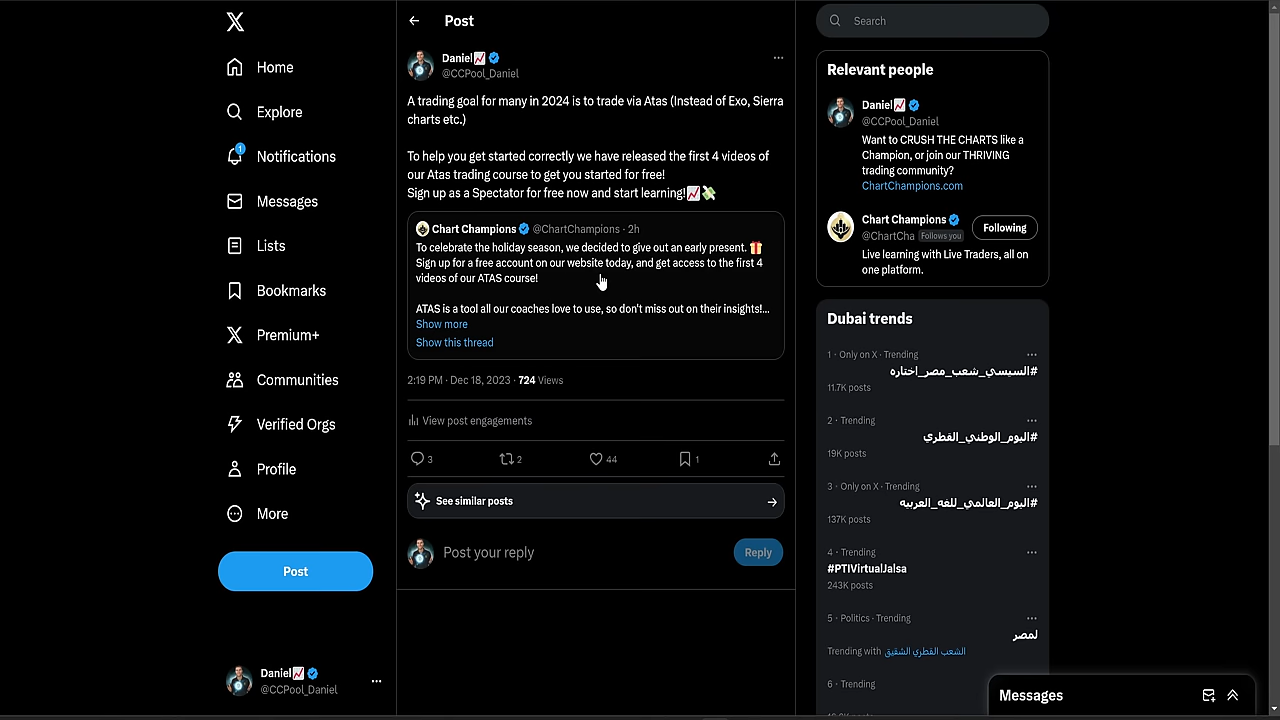 Home
Explore
1
Notifications
Messages
Lists
Bookmarks
Premium+
Communities
Verified Orgs
Profile
More
Post
Daniel
@CCPool_Daniel
Post
Daniel
@CCPool_Daniel
A trading goal for many in 2024 is to trade via Atas (Instead of Exo, Sierra
charts etc.)
To help you get started correctly we have released the first 4 videos of
our Atas trading course to get you started for free!
Sign up as a Spectator for free now and start learning!📈💸
Chart Champions @ChartChampions · 2h
To celebrate the holiday season, we decided to give out an early present. 🎁
Sign up for a free account on our website today, and get access to the first 4
videos of our ATAS course!
ATAS is a tool all our coaches love to use, so don't miss out on their insights!...
Show more
Show this thread
2:19 PM · Dec 18, 2023 · 724 Views
View post engagements
3 2 44 1
See similar posts
Post your reply
Reply
Search
Relevant people
Daniel
@CCPool_Daniel
Want to CRUSH THE CHARTS like a
Champion, or join our THRIVING
trading community?
ChartChampions.com
Chart Champions
@ChartCha Follows you
Following
Live learning with Live Traders, all on
one platform.
Dubai trends
1 · Only on X · Trending
#السيسي_شعب_مصر_اختاره
11.7K posts
2 · Trending
#اليوم_الوطني_القطري
19K posts
3 · Only on X · Trending
#اليوم_العالمي_للغه_العربيه
137K posts
4 · Trending
#PTIVirtualJalsa
243K posts
5 · Politics · Trending
لمصر
Trending with الشعب القطري الشقيق
6 · Trending
Messages